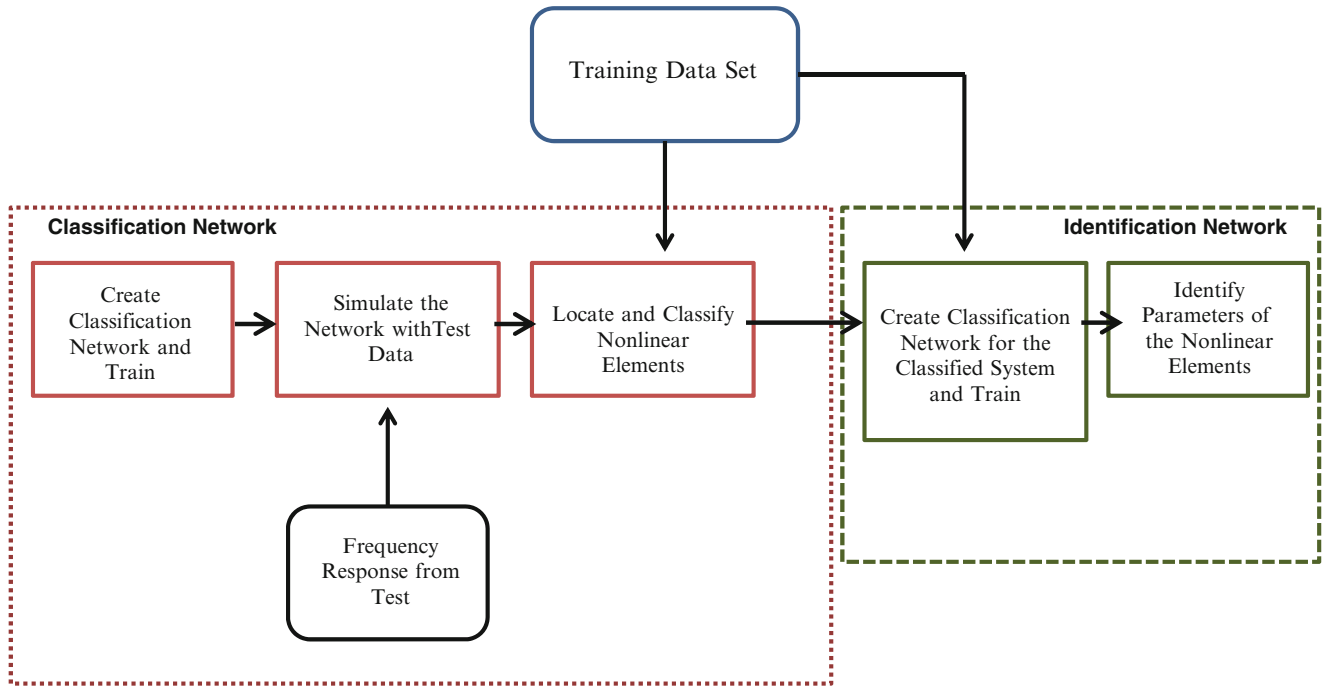 Training Data Set
Classification Network
Identification Network
Create
Classification
Network and
Train
Simulate the
Network withTest
Data
Locate and Classify
Nonlinear
Elements
Create Classification
Network for the
Classified System
and Train
Identify
Parameters of
the Nonlinear
Elements
Frequency
Response from
Test